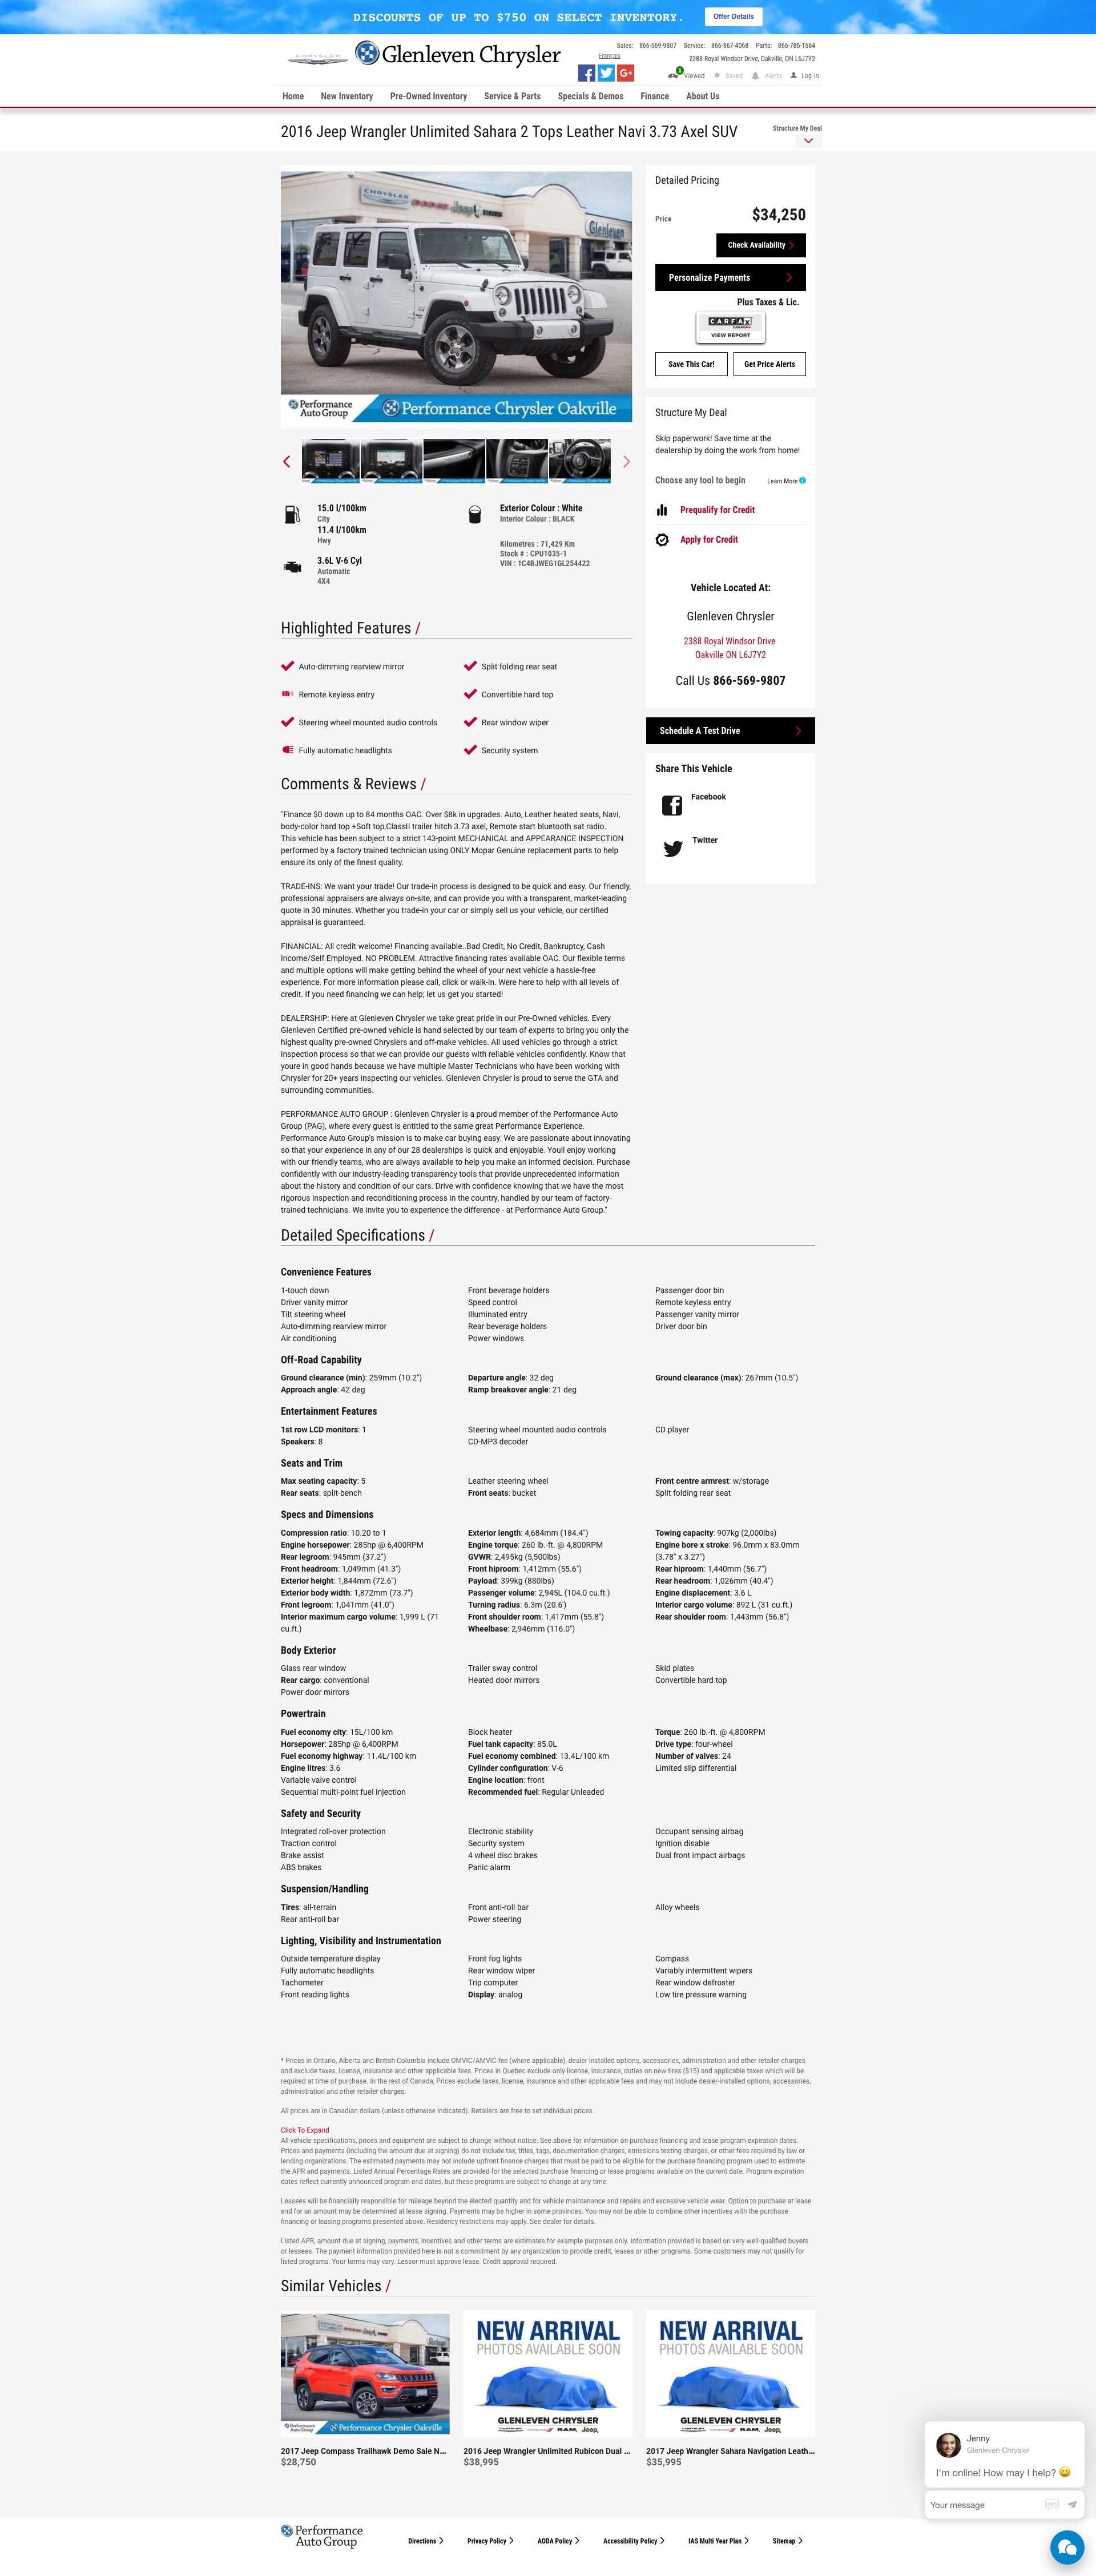 DISCOUNTS OF UP TO $750 ON SELECT INVENTORY.
Offer Details
CHRYSLER
Glenleven Chrysler
Sales: 866-569-9807 Service: 866-867-4068 Parts: 866-786-1564
Français
2388 Royal Windsor Drive, Oakville, ON L6J7Y2
1
Viewed Saved Alerts Log In
Home New Inventory Pre-Owned Inventory Service & Parts Specials & Demos Finance About Us
2016 Jeep Wrangler Unlimited Sahara 2 Tops Leather Navi 3.73 Axel SUV
Structure My Deal
CHRYSLER DODGE Jeep
Glenleven
Performance
Auto Group
Performance Chrysler Oakville
15.0 l/100km
City
11.4 l/100km
Hwy
3.6L V-6 Cyl
Automatic
4X4
Exterior Colour : White
Interior Colour : BLACK
Kilometres : 71,429 Km
Stock # : CPU1035-1
VIN : 1C4BJWEG1GL254422
Detailed Pricing
Price $34,250
Check Availability
Personalize Payments
Plus Taxes & Lic.
CARFAX
CANADA
VIEW REPORT
Save This Car!
Get Price Alerts
Structure My Deal
Skip paperwork! Save time at the
dealership by doing the work from home!
Choose any tool to begin
Learn More
Prequalify for Credit
Apply for Credit
Vehicle Located At:
Glenleven Chrysler
2388 Royal Windsor Drive
Oakville ON L6J7Y2
Call Us 866-569-9807
Schedule A Test Drive
Share This Vehicle
Facebook
Twitter
Highlighted Features /
Auto-dimming rearview mirror
Split folding rear seat
Remote keyless entry
Convertible hard top
Steering wheel mounted audio controls
Rear window wiper
Fully automatic headlights
Security system
Comments & Reviews /
"Finance $0 down up to 84 months OAC. Over $8k in upgrades. Auto, Leather heated seats, Navi,
body-color hard top +Soft top,ClassII trailer hitch 3.73 axel, Remote start bluetooth sat radio.
This vehicle has been subject to a strict 143-point MECHANICAL and APPEARANCE INSPECTION
performed by a factory trained technician using ONLY Mopar Genuine replacement parts to help
ensure its only of the finest quality.
TRADE-INS: We want your trade! Our trade-in process is designed to be quick and easy. Our friendly,
professional appraisers are always on-site, and can provide you with a transparent, market-leading
quote in 30 minutes. Whether you trade-in your car or simply sell us your vehicle, our certified
appraisal is guaranteed.
FINANCIAL: All credit welcome! Financing available..Bad Credit, No Credit, Bankruptcy, Cash
Income/Self Employed. NO PROBLEM. Attractive financing rates available OAC. Our flexible terms
and multiple options will make getting behind the wheel of your next vehicle a hassle-free
experience. For more information please call, click or walk-in. Were here to help with all levels of
credit. If you need financing we can help; let us get you started!
DEALERSHIP: Here at Glenleven Chrysler we take great pride in our Pre-Owned vehicles. Every
Glenleven Certified pre-owned vehicle is hand selected by our team of experts to bring you only the
highest quality pre-owned Chryslers and off-make vehicles. All used vehicles go through a strict
inspection process so that we can provide our guests with reliable vehicles confidently. Know that
youre in good hands because we have multiple Master Technicians who have been working with
Chrysler for 20+ years inspecting our vehicles. Glenleven Chrysler is proud to serve the GTA and
surrounding communities.
PERFORMANCE AUTO GROUP : Glenleven Chrysler is a proud member of the Performance Auto
Group (PAG), where every guest is entitled to the same great Performance Experience.
Performance Auto Group's mission is to make car buying easy. We are passionate about innovating
so that your experience in any of our 28 dealerships is quick and enjoyable. Youll enjoy working
with our friendly teams, who are always available to help you make an informed decision. Purchase
confidently with our industry-leading transparency tools that provide unprecedented information
about the history and condition of our cars. Drive with confidence knowing that we have the most
rigorous inspection and reconditioning process in the country, handled by our team of factory-
trained technicians. We invite you to experience the difference - at Performance Auto Group."
Detailed Specifications /
Convenience Features
1-touch down Front beverage holders Passenger door bin
Driver vanity mirror Speed control Remote keyless entry
Tilt steering wheel Illuminated entry Passenger vanity mirror
Auto-dimming rearview mirror Rear beverage holders Driver door bin
Air conditioning Power windows
Off-Road Capability
Ground clearance (min): 259mm (10.2") Departure angle: 32 deg Ground clearance (max): 267mm (10.5")
Approach angle: 42 deg Ramp breakover angle: 21 deg
Entertainment Features
1st row LCD monitors: 1 Steering wheel mounted audio controls CD player
Speakers: 8 CD-MP3 decoder
Seats and Trim
Max seating capacity: 5 Leather steering wheel Front centre armrest: w/storage
Rear seats: split-bench Front seats: bucket Split folding rear seat
Specs and Dimensions
Compression ratio: 10.20 to 1 Exterior length: 4,684mm (184.4") Towing capacity: 907kg (2,000lbs)
Engine horsepower: 285hp @ 6,400RPM Engine torque: 260 lb.-ft. @ 4,800RPM Engine bore x stroke: 96.0mm x 83.0mm
Rear legroom: 945mm (37.2") GVWR: 2,495kg (5,500lbs) (3.78" x 3.27")
Front headroom: 1,049mm (41.3") Front hiproom: 1,412mm (55.6") Rear hiproom: 1,440mm (56.7")
Exterior height: 1,844mm (72.6") Payload: 399kg (880lbs) Rear headroom: 1,026mm (40.4")
Exterior body width: 1,872mm (73.7") Passenger volume: 2,945L (104.0 cu.ft.) Engine displacement: 3.6 L
Front legroom: 1,041mm (41.0") Turning radius: 6.3m (20.6') Interior cargo volume: 892 L (31 cu.ft.)
Interior maximum cargo volume: 1,999 L (71 Front shoulder room: 1,417mm (55.8") Rear shoulder room: 1,443mm (56.8")
cu.ft.) Wheelbase: 2,946mm (116.0")
Body Exterior
Glass rear window Trailer sway control Skid plates
Rear cargo: conventional Heated door mirrors Convertible hard top
Power door mirrors
Powertrain
Fuel economy city: 15L/100 km Block heater Torque: 260 lb.-ft. @ 4,800RPM
Horsepower: 285hp @ 6,400RPM Fuel tank capacity: 85.0L Drive type: four-wheel
Fuel economy highway: 11.4L/100 km Fuel economy combined: 13.4L/100 km Number of valves: 24
Engine litres: 3.6 Cylinder configuration: V-6 Limited slip differential
Variable valve control Engine location: front
Sequential multi-point fuel injection Recommended fuel: Regular Unleaded
Safety and Security
Integrated roll-over protection Electronic stability Occupant sensing airbag
Traction control Security system Ignition disable
Brake assist 4 wheel disc brakes Dual front impact airbags
ABS brakes Panic alarm
Suspension/Handling
Tires: all-terrain Front anti-roll bar Alloy wheels
Rear anti-roll bar Power steering
Lighting, Visibility and Instrumentation
Outside temperature display Front fog lights Compass
Fully automatic headlights Rear window wiper Variably intermittent wipers
Tachometer Trip computer Rear window defroster
Front reading lights Display: analog Low tire pressure warning
* Prices in Ontario, Alberta and British Columbia include OMVIC/AMVIC fee (where applicable), dealer installed options, accessories, administration and other retailer charges
and exclude taxes, license, insurance and other applicable fees. Prices in Quebec exclude only license, insurance, duties on new tires ($15) and applicable taxes which will be
required at time of purchase. In the rest of Canada, Prices exclude taxes, license, insurance and other applicable fees and may not include dealer-installed options, accessories,
administration and other retailer charges.
All prices are in Canadian dollars (unless otherwise indicated). Retailers are free to set individual prices.
Click To Expand
All vehicle specifications, prices and equipment are subject to change without notice. See above for information on purchase financing and lease program expiration dates.
Prices and payments (including the amount due at signing) do not include tax, titles, tags, documentation charges, emissions testing charges, or other fees required by law or
lending organizations. The estimated payments may not include upfront finance charges that must be paid to be eligible for the purchase financing program used to estimate
the APR and payments. Listed Annual Percentage Rates are provided for the selected purchase financing or lease programs available on the current date. Program expiration
dates reflect currently announced program end dates, but these programs are subject to change at any time.
Lessees will be financially responsible for mileage beyond the elected quantity and for vehicle maintenance and repairs and excessive vehicle wear. Option to purchase at lease
end for an amount may be determined at lease signing. Payments may be higher in some provinces. You may not be able to combine other incentives with the purchase
financing or leasing programs presented above. Residency restrictions may apply. See dealer for details.
Listed APR, amount due at signing, payments, incentives and other terms are estimates for example purposes only. Information provided is based on very well-qualified buyers
or lessees. The payment information provided here is not a commitment by any organization to provide credit, leases or other programs. Some customers may not qualify for
listed programs. Your terms may vary. Lessor must approve lease. Credit approval required.
Similar Vehicles /
Performance
Auto Group
Performance Chrysler Oakville
NEW ARRIVAL
PHOTOS AVAILABLE SOON
GLENLEVEN CHRYSLER
RAM Jeep
NEW ARRIVAL
PHOTOS AVAILABLE SOON
GLENLEVEN CHRYSLER
RAM Jeep
2017 Jeep Compass Trailhawk Demo Sale N... 2016 Jeep Wrangler Unlimited Rubicon Dual ... 2017 Jeep Wrangler Sahara Navigation Leath...
$28,750 $38,995 $35,995
Jenny
Glenleven Chrysler
I'm online! How may I help?
Your message
SMS
Performance
Auto Group
Directions Privacy Policy AODA Policy Accessibility Policy IAS Multi Year Plan Sitemap